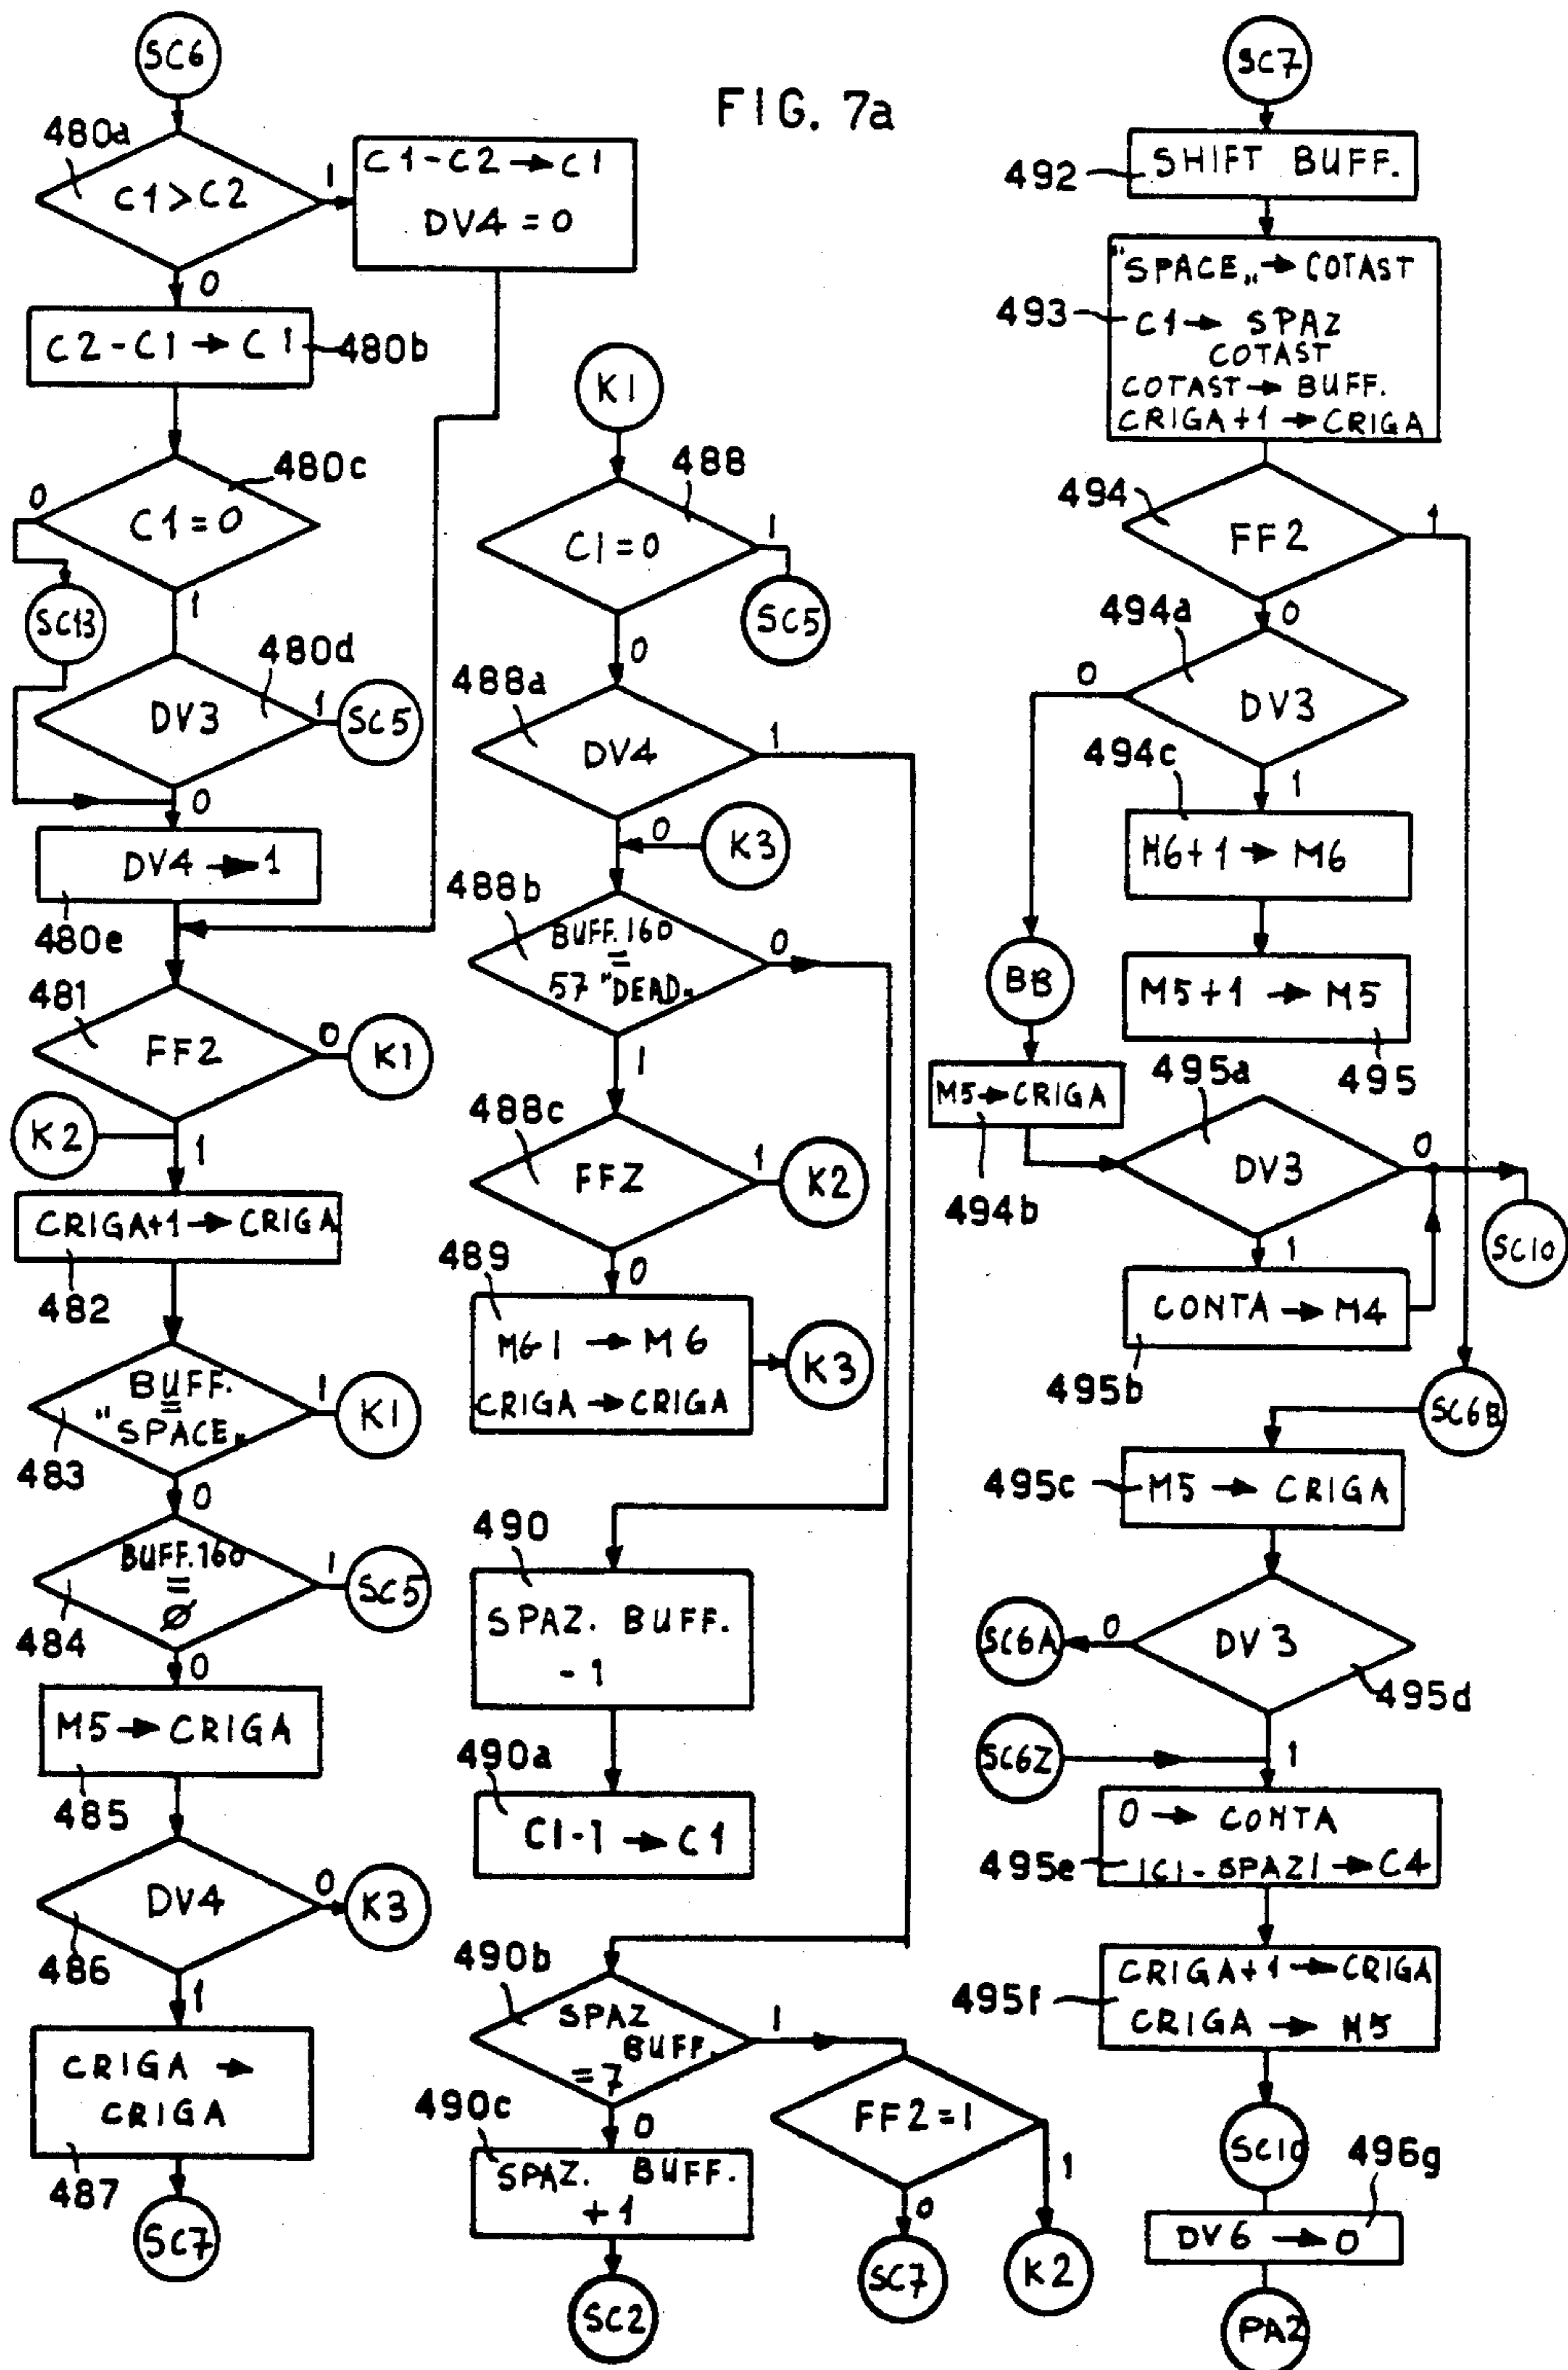 FIG. 7a
SC6
480a
C1>C2
1
C1-C2→C1
DV4=0
0
C2-C1→C1
480b
480c
0
C1=0
SC13
1
480d
DV3
1
SC5
0
DV4→1
480e
481
FF2
0
K1
K2
1
CRIGA+1→CRIGA
482
BUFF.
=
"SPACE„
1
K1
483
0
BUFF.160
=
Ø
1
SC5
484
0
M5→CRIGA
485
DV4
0
K3
486
1
CRIGA→
CRIGA
487
SC7
K1
488
C1=0
1
SC5
0
488a
DV4
1
0
K3
488b
BUFF.160
=
57 "DEAD„
0
1
488c
FFZ
1
K2
0
489
M6-1→M6
CRIGA→CRIGA
K3
490
SPAZ. BUFF.
-1
490a
C1-1→C1
490b
SPAZ
BUFF.
=7
1
490c
0
FF2=1
SPAZ. BUFF.
+1
1
0
SC2
SC7
K2
SC7
492
SHIFT BUFF.
493
"SPACE„→COTAST
C1→SPAZ
COTAST
COTAST→BUFF.
CRIGA+1→CRIGA
494
FF2
1
0
494a
0
DV3
494c
1
M6+1→M6
BB
M5+1→M5
495
495a
M5→CRIGA
494b
DV3
0
SC10
1
CONTA→M4
495b
SC6B
495c
M5→CRIGA
SC6A
0
DV3
495d
SC6Z
1
0→CONTA
495e
|C1-SPAZ|→C4
495f
CRIGA+1→CRIGA
CRIGA→M5
SC10
496g
DV6→0
PA2